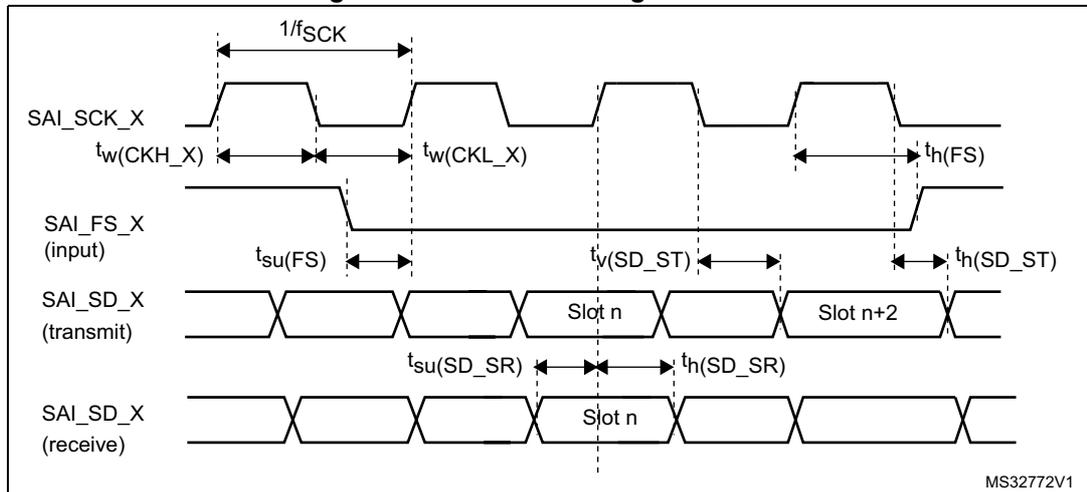 1/fSCK
SAI_SCK_X
tw(CKH_X)
tw(CKL_X)
th(FS)
SAI_FS_X
(input)
tsu(FS)
tv(SD_ST)
th(SD_ST)
SAI_SD_X
(transmit)
Slot n
Slot n+2
tsu(SD_SR)
th(SD_SR)
SAI_SD_X
(receive)
Slot n
MS32772V1